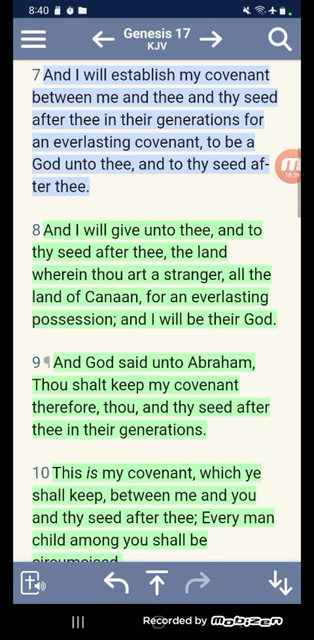 8:40
Genesis 17
KJV
7 And I will establish my covenant
between me and thee and thy seed
after thee in their generations for
an everlasting covenant, to be a
God unto thee, and to thy seed af-
ter thee.
8 And I will give unto thee, and to
thy seed after thee, the land
wherein thou art a stranger, all the
land of Canaan, for an everlasting
possession; and I will be their God.
9 ¶ And God said unto Abraham,
Thou shalt keep my covenant
therefore, thou, and thy seed after
thee in their generations.
10 This is my covenant, which ye
shall keep, between me and you
and thy seed after thee; Every man
child among you shall be
circumcised.
Recorded by mobizen